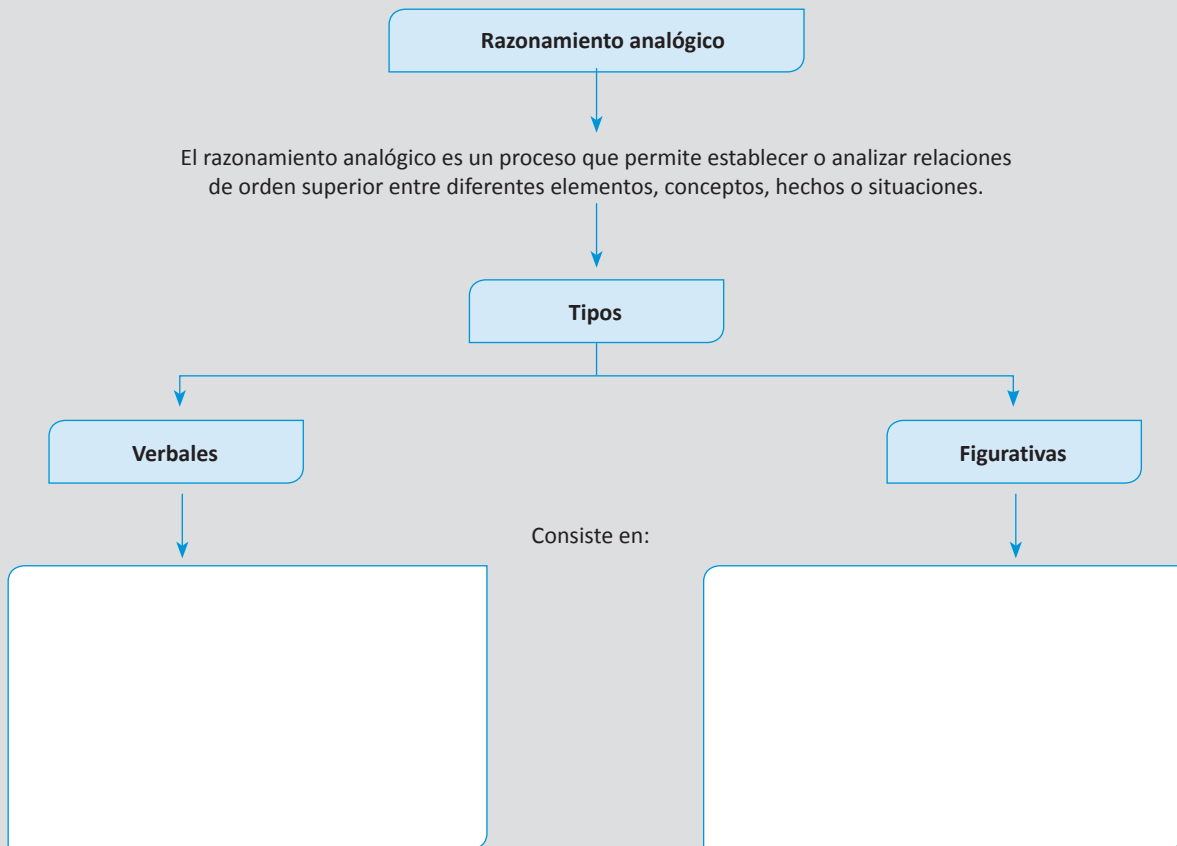 Razonamiento analógico
El razonamiento analógico es un proceso que permite establecer o analizar relaciones
de orden superior entre diferentes elementos, conceptos, hechos o situaciones.
Tipos
Verbales
Figurativas
Consiste en: